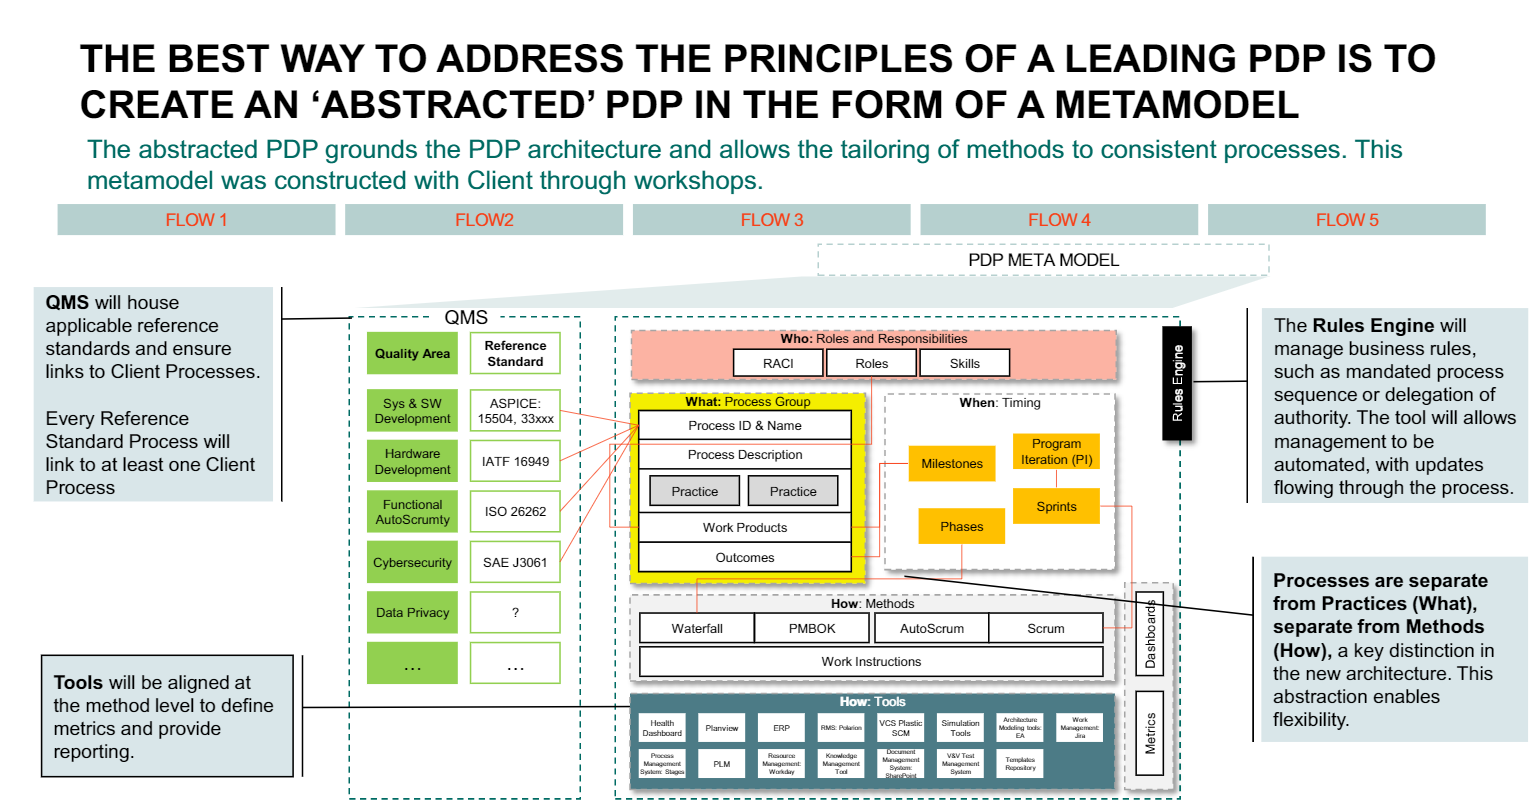 THE BEST WAY TO ADDRESS THE PRINCIPLES OF A LEADING PDP IS TO
CREATE AN ‘ABSTRACTED’ PDP IN THE FORM OF A METAMODEL
The abstracted PDP grounds the PDP architecture and allows the tailoring of methods to consistent processes. This
metamodel was constructed with Client through workshops.
FLOW 1
FLOW2
FLOW 3
FLOW 4
FLOW 5
PDP META MODEL
QMS will house
applicable reference
standards and ensure
links to Client Processes.
Every Reference
Standard Process will
link to at least one Client
Process
Tools will be aligned at
the method level to define
metrics and provide
reporting.
QMS
Quality Area
Reference
Standard
Sys & SW
Development
ASPICE:
15504, 33xxx
Hardware
Development
IATF 16949
Functional
AutoScrumty
ISO 26262
Cybersecurity
SAE J3061
Data Privacy
?
...
...
Who: Roles and Responsibilities
RACI
Roles
Skills
What: Process Group
Process ID & Name
Process Description
Practice
Practice
Work Products
Outcomes
When: Timing
Milestones
Program
Iteration (PI)
Sprints
Phases
How: Methods
Waterfall
PMBOK
AutoScrum
Scrum
Work Instructions
How: Tools
Health
Dashboard
Planview
ERP
RMS: Polarion
VCS Plastic
SCM
Simulation
Tools
Architecture
Modeling tools:
EA
Work
Management:
Jira
Process
Management
System: Stages
PLM
Resource
Management:
Workday
Knowledge
Management
Tool
Document
Management
System:
SharePoint
V&V Test
Management
System
Templates
Repository
Rules Engine
Dashboards
Metrics
The Rules Engine will
manage business rules,
such as mandated process
sequence or delegation of
authority. The tool will allows
management to be
automated, with updates
flowing through the process.
Processes are separate
from Practices (What),
separate from Methods
(How), a key distinction in
the new architecture. This
abstraction enables
flexibility.